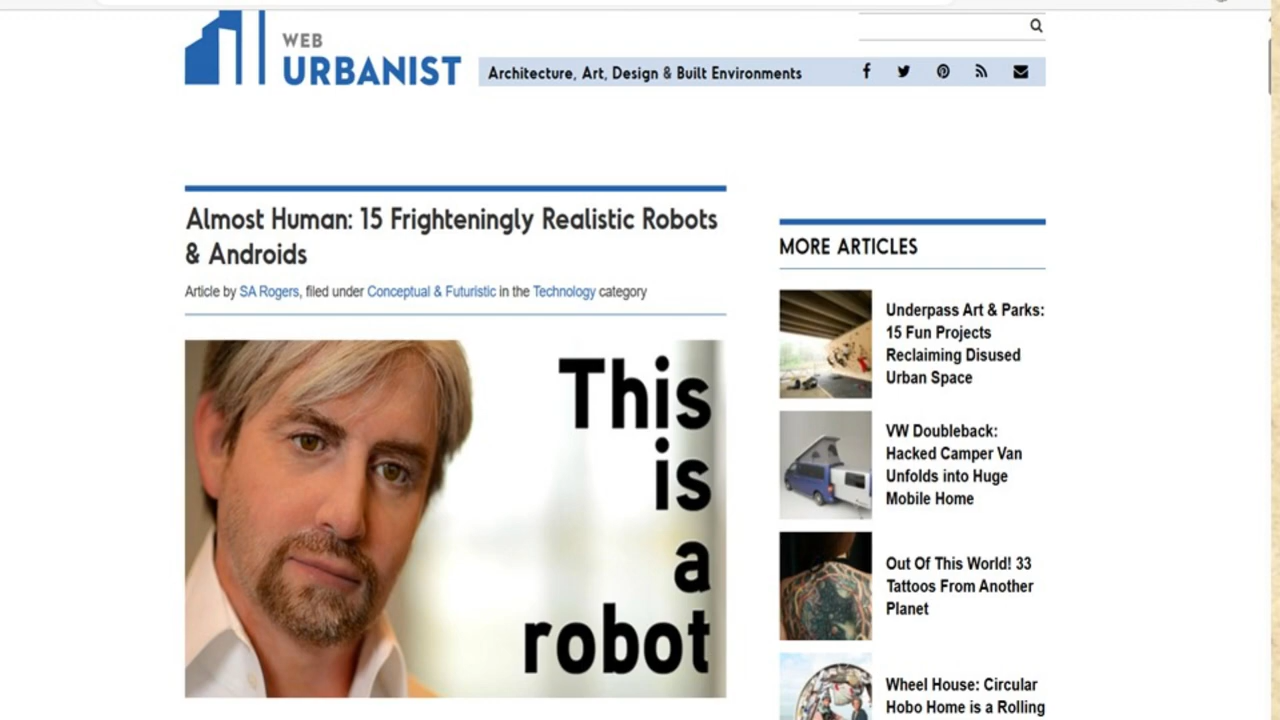 WEB
URBANIST
Architecture, Art, Design & Built Environments
Almost Human: 15 Frighteningly Realistic Robots
& Androids
Article by SA Rogers, filed under Conceptual & Futuristic in the Technology category
This
is
a
robot
MORE ARTICLES
Underpass Art & Parks:
15 Fun Projects
Reclaiming Disused
Urban Space
VW Doubleback:
Hacked Camper Van
Unfolds into Huge
Mobile Home
Out Of This World! 33
Tattoos From Another
Planet
Wheel House: Circular
Hobo Home is a Rolling